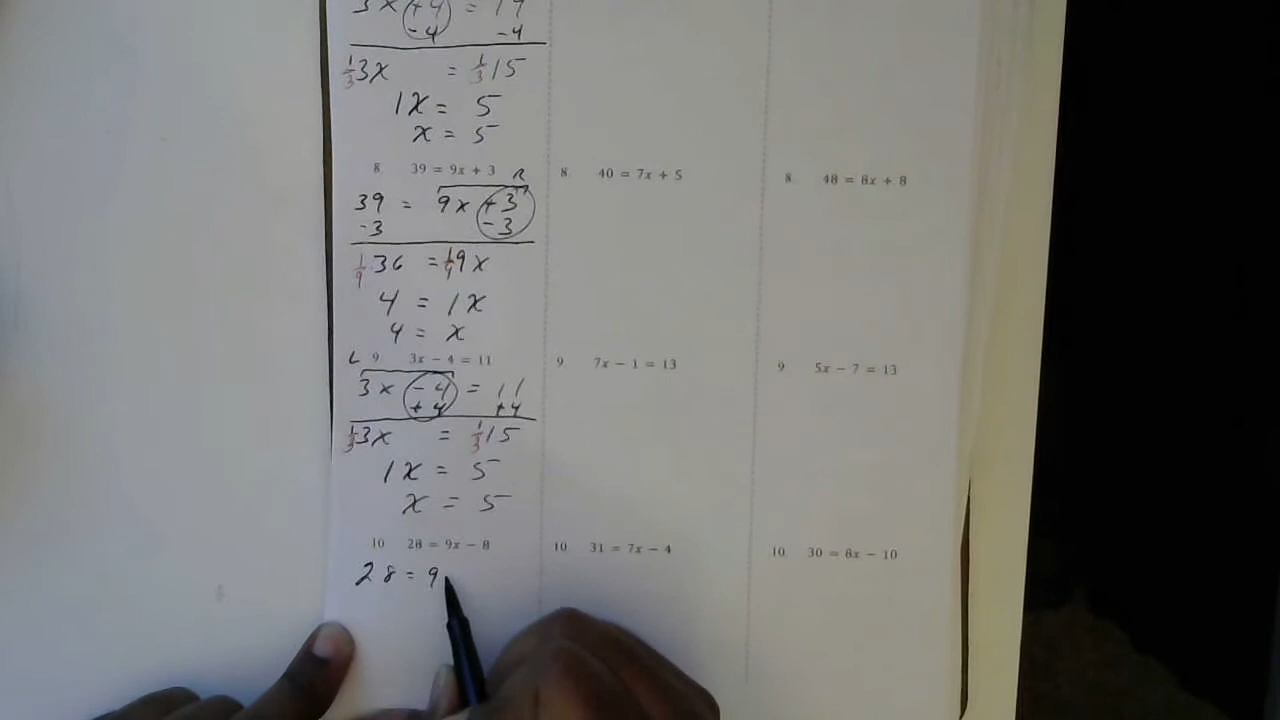 3x +4 = 19
-4 -4
1/3 3x = 1/3 15
1x = 5
x = 5
8. 39 = 9x + 3 R
39 = 9x +3
-3 -3
1/9 36 = 1/9 9x
4 = 1x
4 = x
L 9 3x − 4 = 11
3x -4 = 11
+4 +4
1/3 3x = 1/3 15
1x = 5
x = 5
10 28 = 9x − 8
28 = 9
8. 40 = 7x + 5
9 7x − 1 = 13
10. 31 = 7x − 4
8. 48 = 8x + 8
9 5x − 7 = 13
10. 30 = 8x − 10